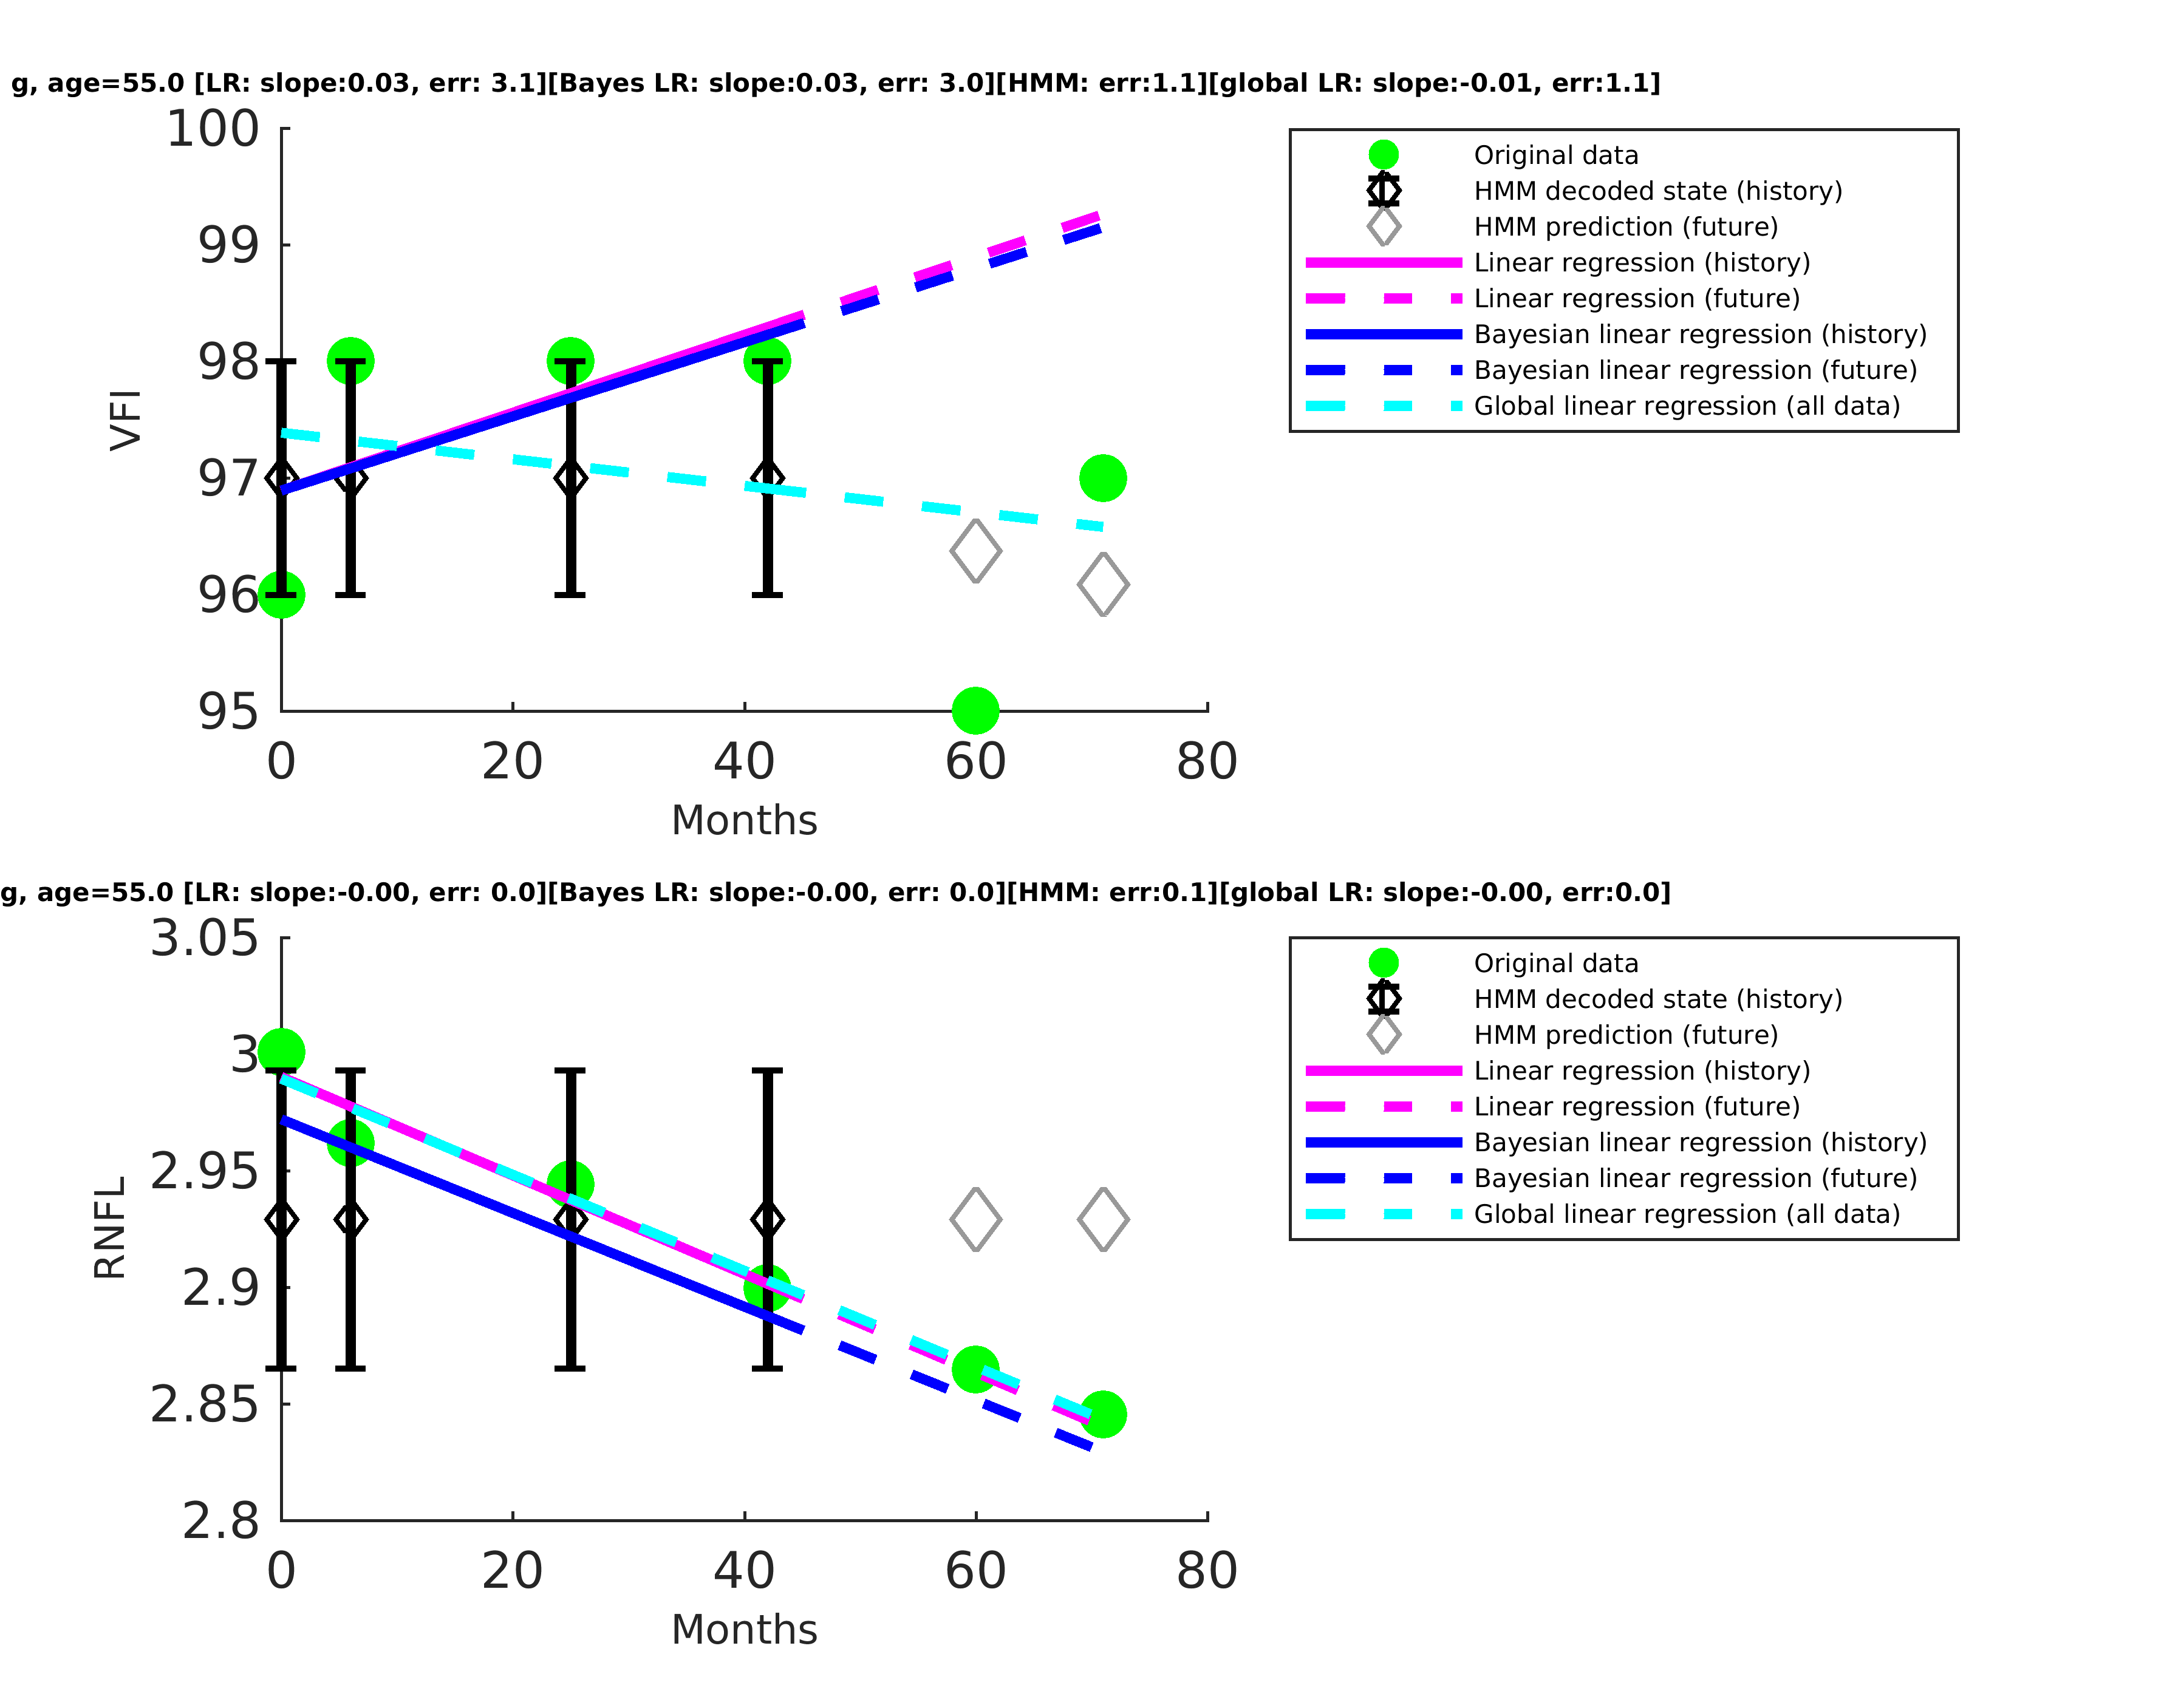 g, age=55.0 [LR: slope:0.03, err: 3.1][Bayes LR: slope:0.03, err: 3.0][HMM: err:1.1][global LR: slope:-0.01, err:1.1]
100
99
98
97
96
95
VFI
0 20 40 60 80
Months
Original data
HMM decoded state (history)
HMM prediction (future)
Linear regression (history)
Linear regression (future)
Bayesian linear regression (history)
Bayesian linear regression (future)
Global linear regression (all data)
g, age=55.0 [LR: slope:-0.00, err: 0.0][Bayes LR: slope:-0.00, err: 0.0][HMM: err:0.1][global LR: slope:-0.00, err:0.0]
3.05
3
2.95
2.9
2.85
2.8
RNFL
0 20 40 60 80
Months
Original data
HMM decoded state (history)
HMM prediction (future)
Linear regression (history)
Linear regression (future)
Bayesian linear regression (history)
Bayesian linear regression (future)
Global linear regression (all data)